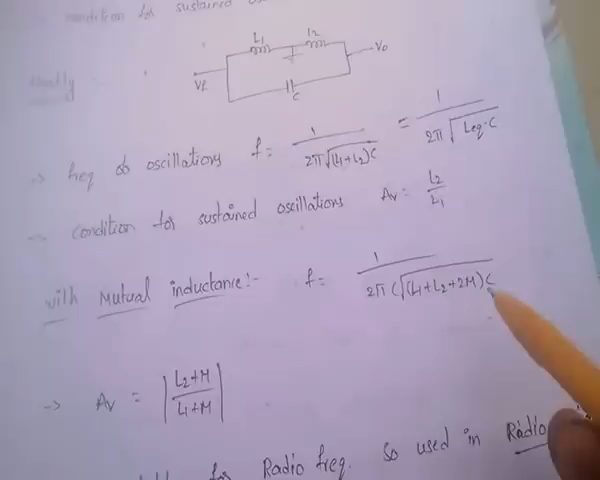 condition for sustained
L1 L2
Vf Vo
C
-> freq of oscillations f = 1 / 2π√(L1+L2)C = 1 / 2π√Leq.C
-> condition for sustained oscillations Av = L2 / L1
with Mutual inductance:- f = 1 / 2π(√(L1+L2+2M)C
-> Av = |L2+M / L1+M|
for Radio freq. so used in Radio